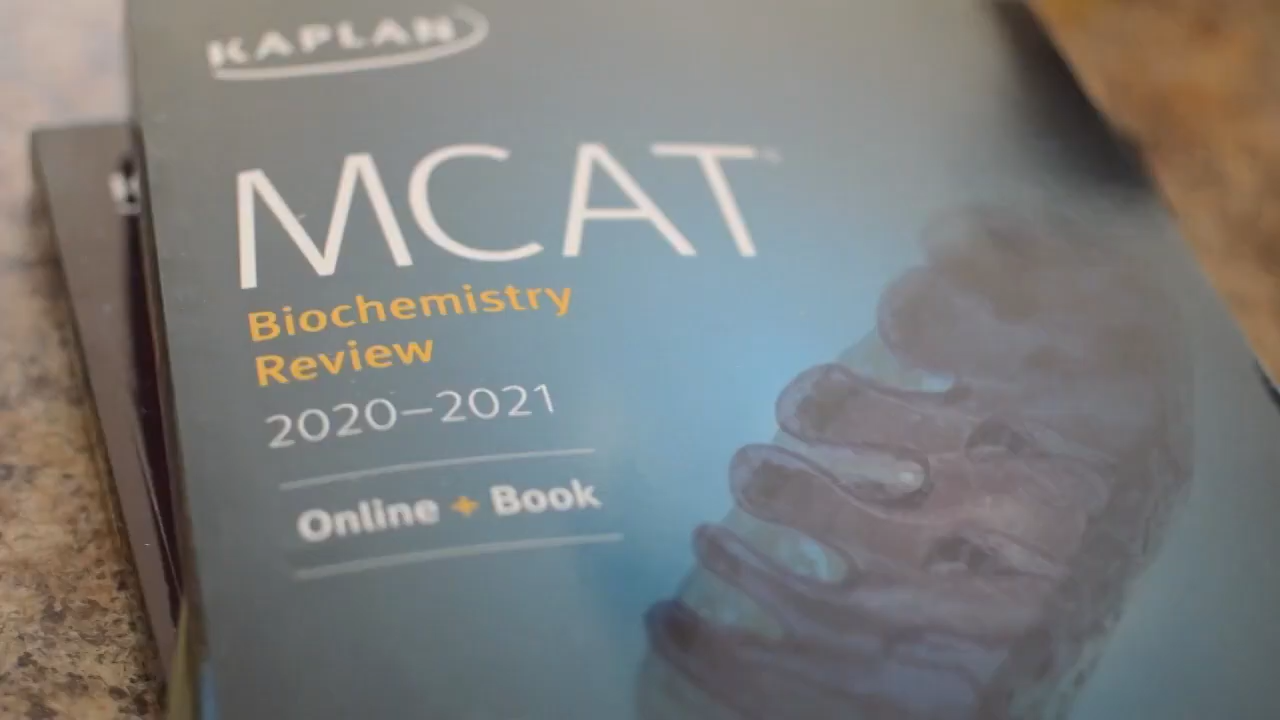 KAPLAN
MCAT®
Biochemistry
Review
2020–2021
Online + Book